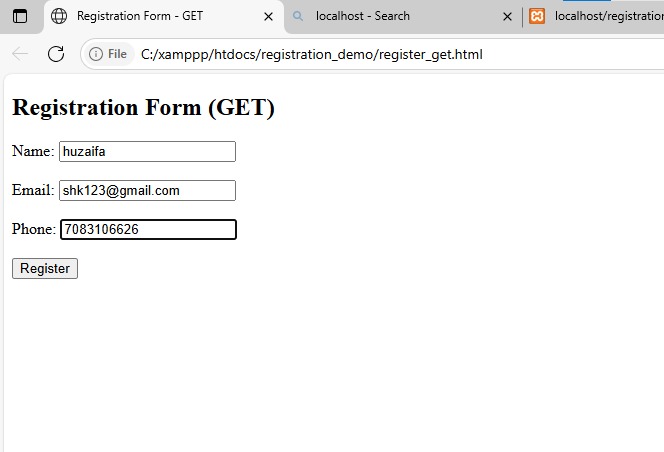 Registration Form - GET
localhost - Search
localhost/registration
File
C:/xamppp/htdocs/registration_demo/register_get.html
Registration Form (GET)
Name: huzaifa
Email: shk123@gmail.com
Phone: 7083106626
Register